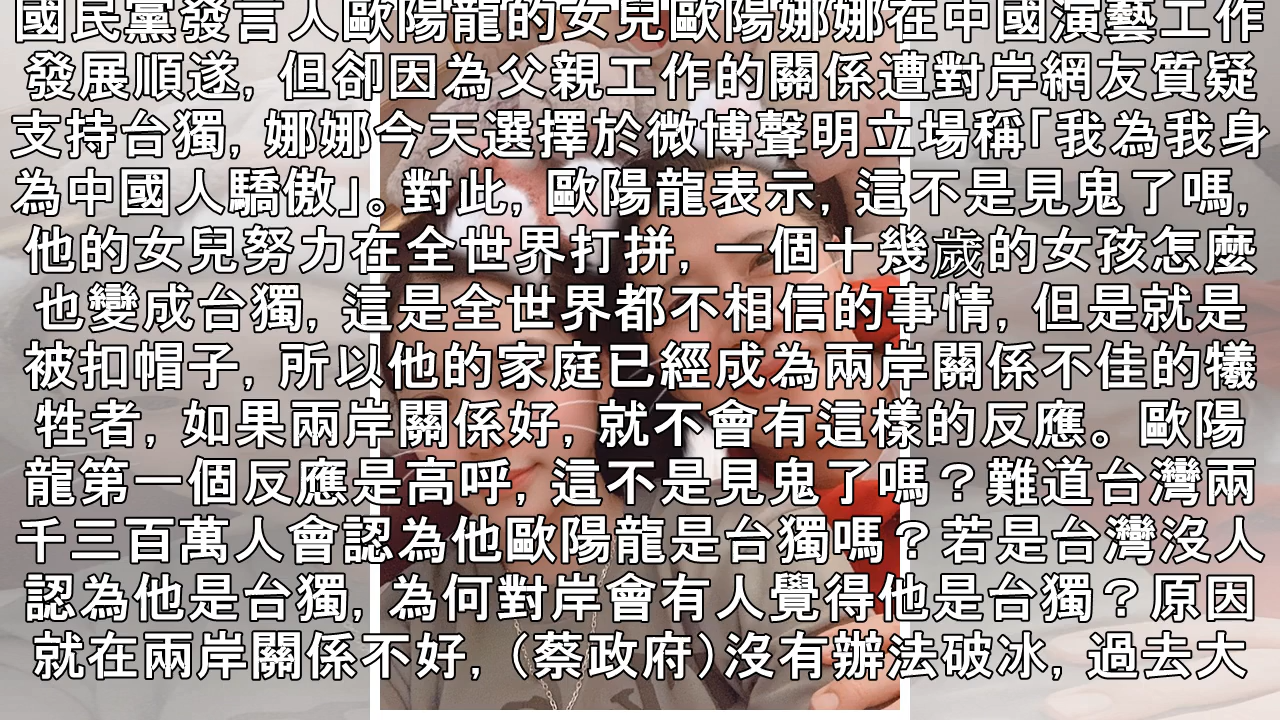 國民黨發言人歐陽龍的女兒歐陽娜娜在中國演藝工作
發展順遂, 但卻因為父親工作的關係遭對岸網友質疑
支持台獨, 娜娜今天選擇於微博聲明立場稱「我為我身
為中國人驕傲」。對此, 歐陽龍表示, 這不是見鬼了嗎,
他的女兒努力在全世界打拼, 一個十幾歲的女孩怎麼
也變成台獨, 這是全世界都不相信的事情, 但是就是
被扣帽子, 所以他的家庭已經成為兩岸關係不佳的犧
牲者, 如果兩岸關係好, 就不會有這樣的反應。歐陽
龍第一個反應是高呼, 這不是見鬼了嗎？難道台灣兩
千三百萬人會認為他歐陽龍是台獨嗎？若是台灣沒人
認為他是台獨, 為何對岸會有人覺得他是台獨？原因
就在兩岸關係不好, (蔡政府)沒有辦法破冰, 過去大